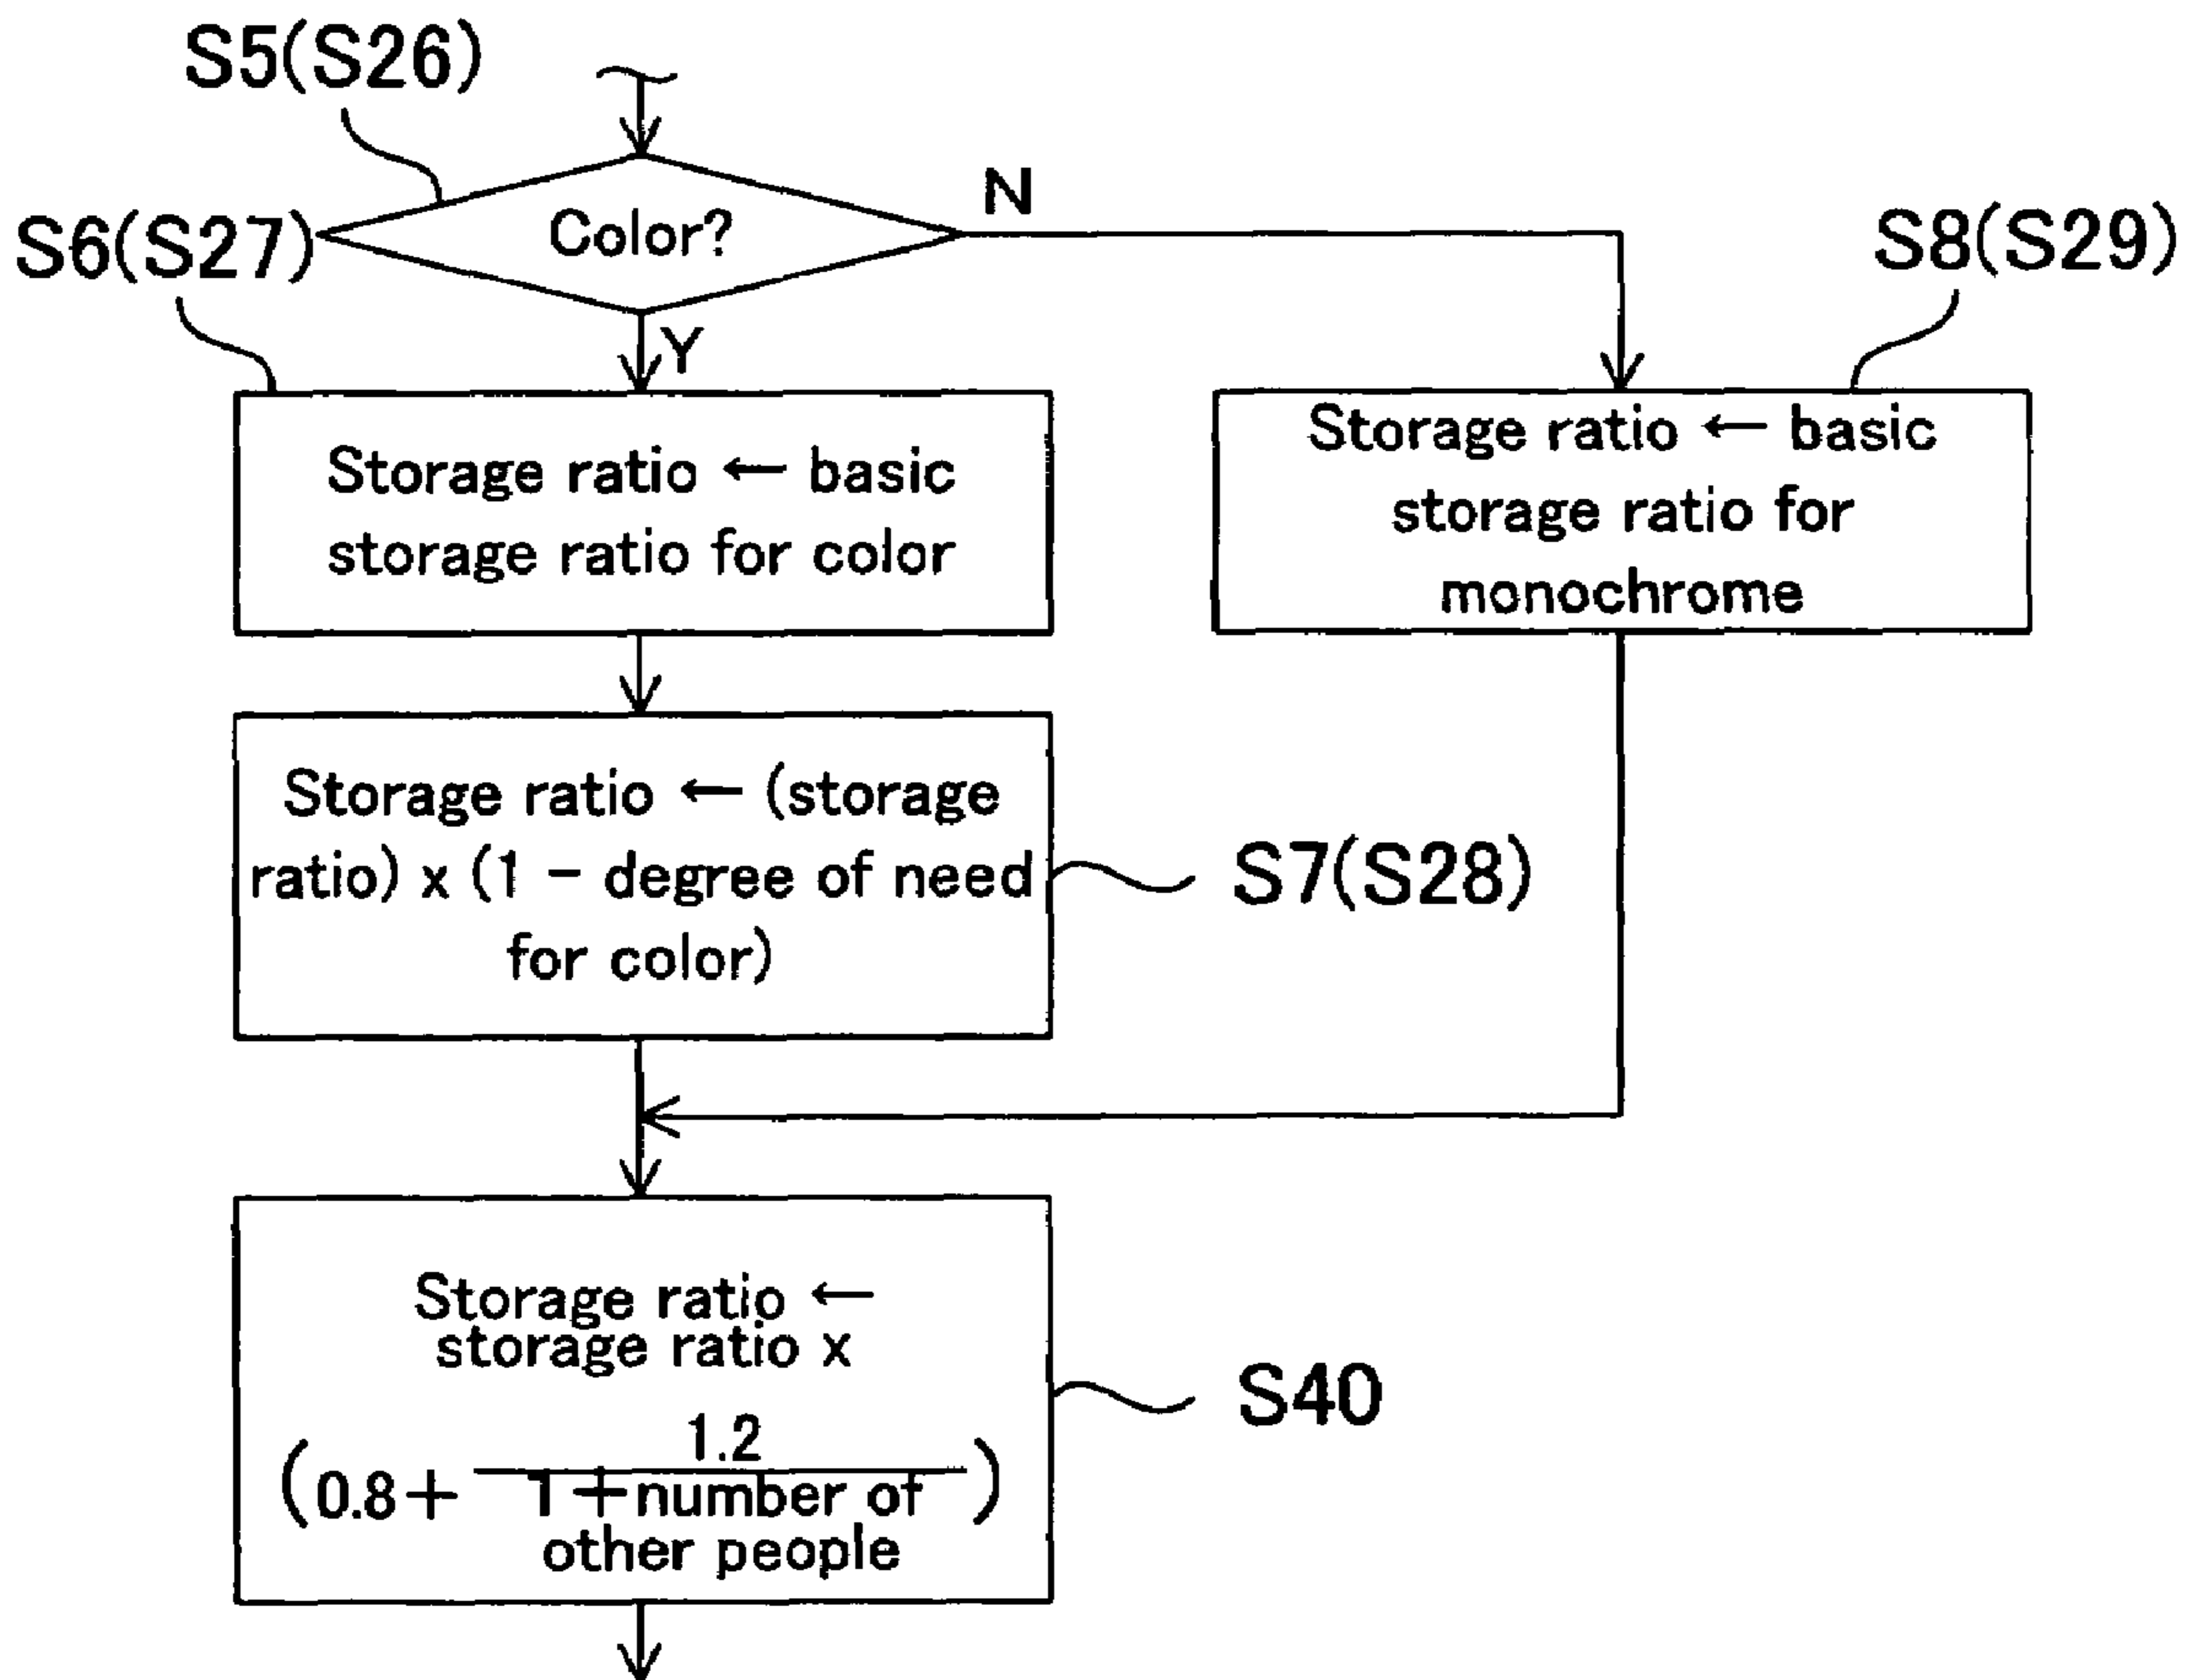 S5(S26)
Color?
N
S6(S27)
S8(S29)
Y
Storage ratio ← basic
storage ratio for color
Storage ratio ← basic
storage ratio for
monochrome
Storage ratio ← (storage
ratio) x (1 − degree of need
for color)
S7(S28)
Storage ratio ←
storage ratio x
S40
1.2
(0.8+ )
1+number of
other people